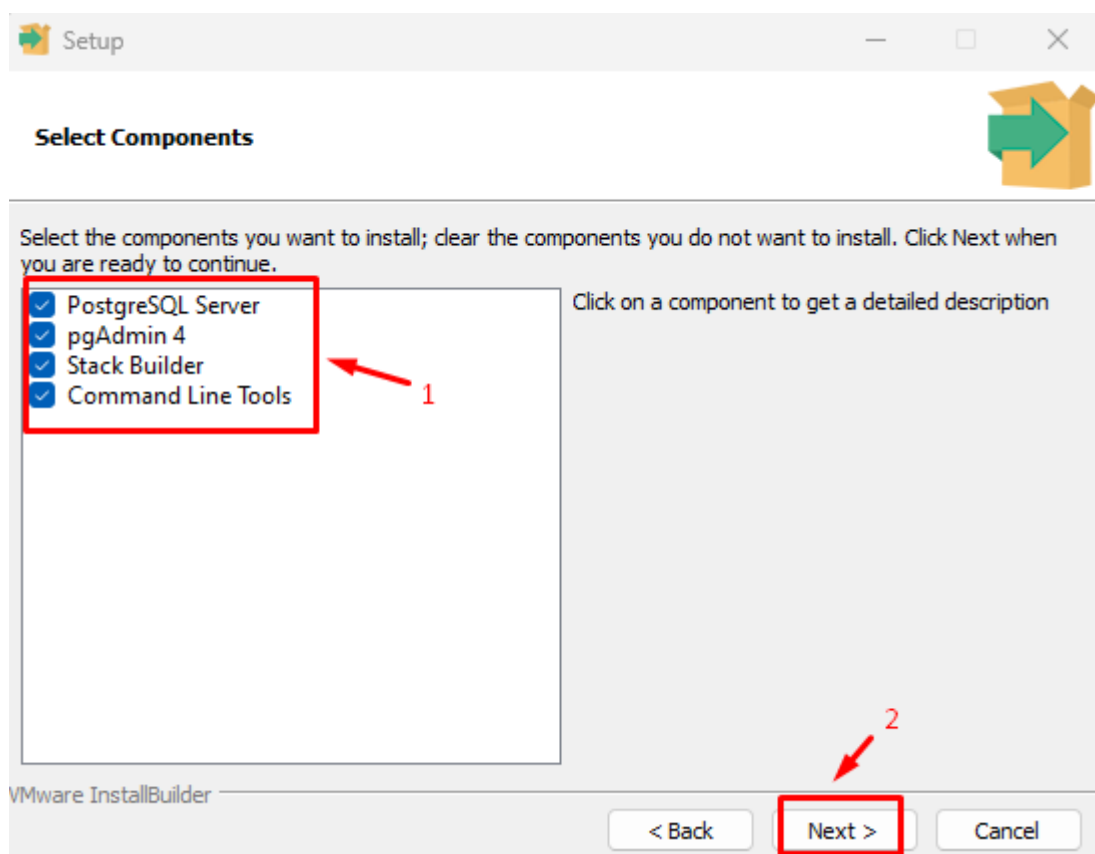 Setup
Select Components
Select the components you want to install; clear the components you do not want to install. Click Next when
you are ready to continue.
PostgreSQL Server
pgAdmin 4
Stack Builder
Command Line Tools
1
Click on a component to get a detailed description
2
VMware InstallBuilder
< Back
Next >
Cancel